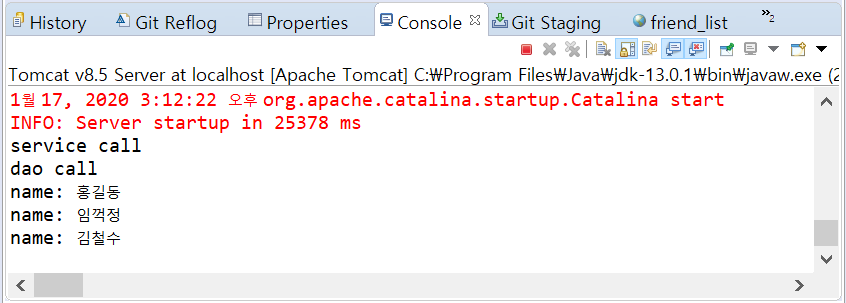 History Git Reflog Properties Console Git Staging friend_list »2
Tomcat v8.5 Server at localhost [Apache Tomcat] C:₩Program Files₩Java₩jdk-13.0.1₩bin₩javaw.exe (2
1월 17, 2020 3:12:22 오후 org.apache.catalina.startup.Catalina start
INFO: Server startup in 25378 ms
service call
dao call
name: 홍길동
name: 임꺽정
name: 김철수